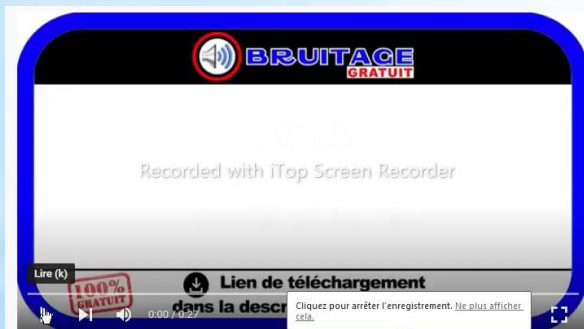 BRUITAGE
GRATUIT
Recorded with iTop Screen Recorder
Lire (k)
100%
GRATUIT
Lien de téléchargement
dans la descr
0:00 / 0:27
Cliquez pour arrêter l'enregistrement. Ne plus afficher
cela.